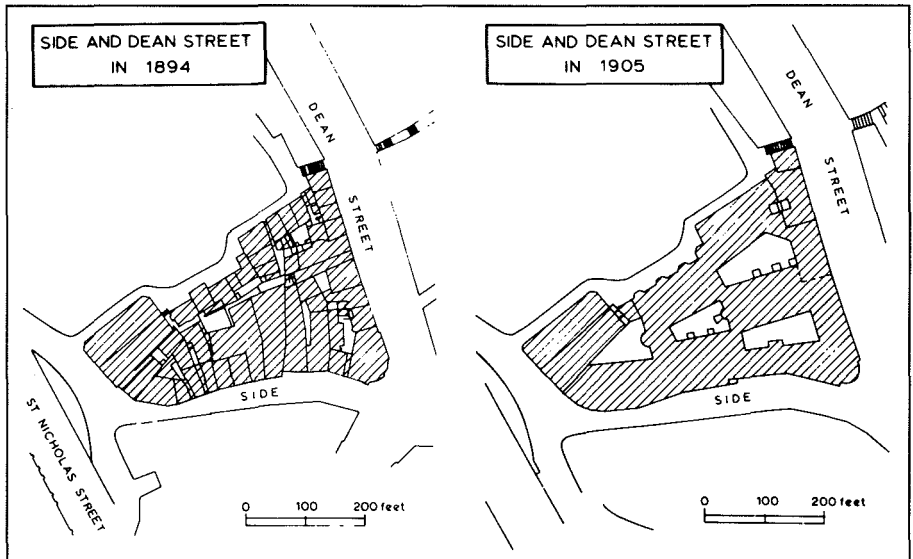 SIDE AND DEAN STREET
IN 1894
DEAN
STREET
SIDE
ST NICHOLAS STREET
0 100 200 feet
SIDE AND DEAN STREET
IN 1905
DEAN
STREET
SIDE
0 100 200 feet